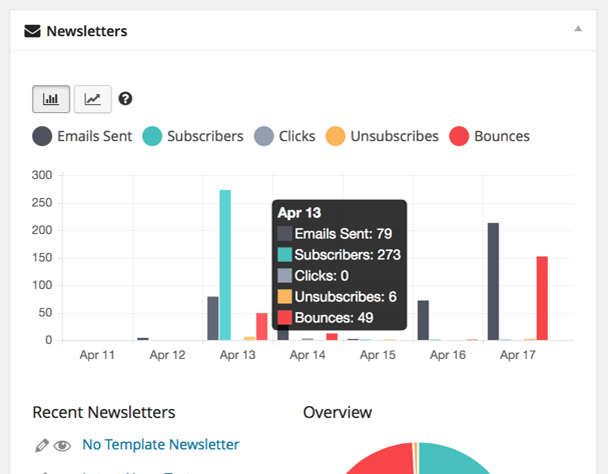 Newsletters
Emails Sent Subscribers Clicks Unsubscribes Bounces
300
250
200
150
100
50
0
Apr 13
Emails Sent: 79
Subscribers: 273
Clicks: 0
Unsubscribes: 6
Bounces: 49
Apr 11 Apr 12 Apr 13 Apr 14 Apr 15 Apr 16 Apr 17
Recent Newsletters
Overview
No Template Newsletter